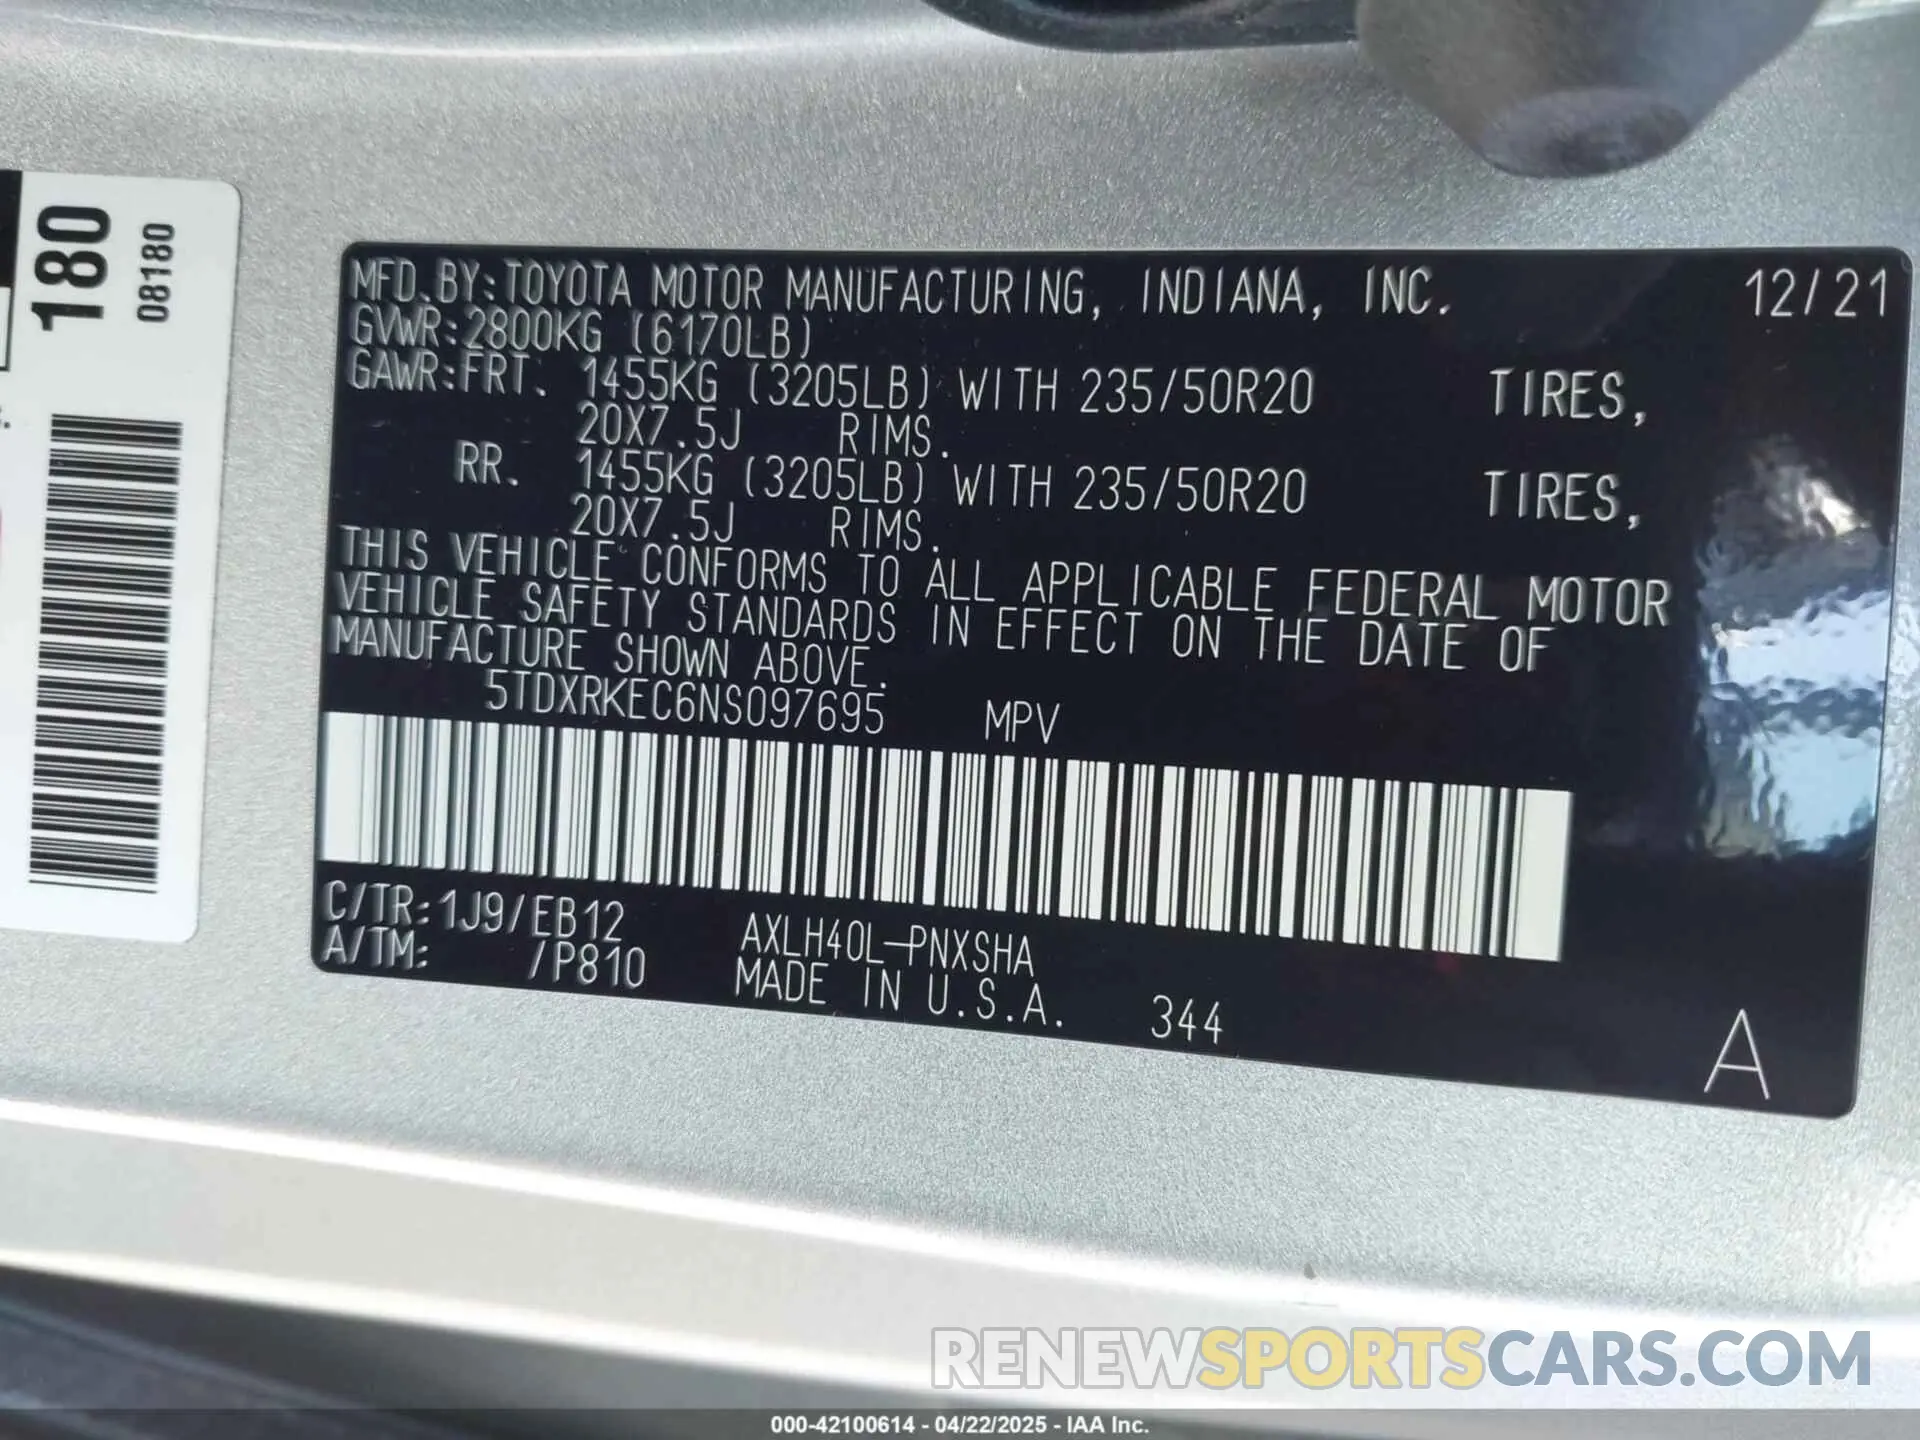 180
08180
MFD.BY:TOYOTA MOTOR MANUFACTURING, INDIANA, INC. 12/21
GVWR:2800KG (6170LB)
GAWR:FRT. 1455KG (3205LB) WITH 235/50R20 TIRES,
20X7.5J RIMS.
RR. 1455KG (3205LB) WITH 235/50R20 TIRES,
20X7.5J RIMS.
THIS VEHICLE CONFORMS TO ALL APPLICABLE FEDERAL MOTOR
VEHICLE SAFETY STANDARDS IN EFFECT ON THE DATE OF
MANUFACTURE SHOWN ABOVE.
5TDXRKEC6NS097695 MPV
C/TR:1J9/EB12 AXLH40L-PNXSHA
A/TM: /P810 MADE IN U.S.A. 344
A
RENEWSPORTSCARS.COM
000-42100614 - 04/22/2025 - IAA Inc.